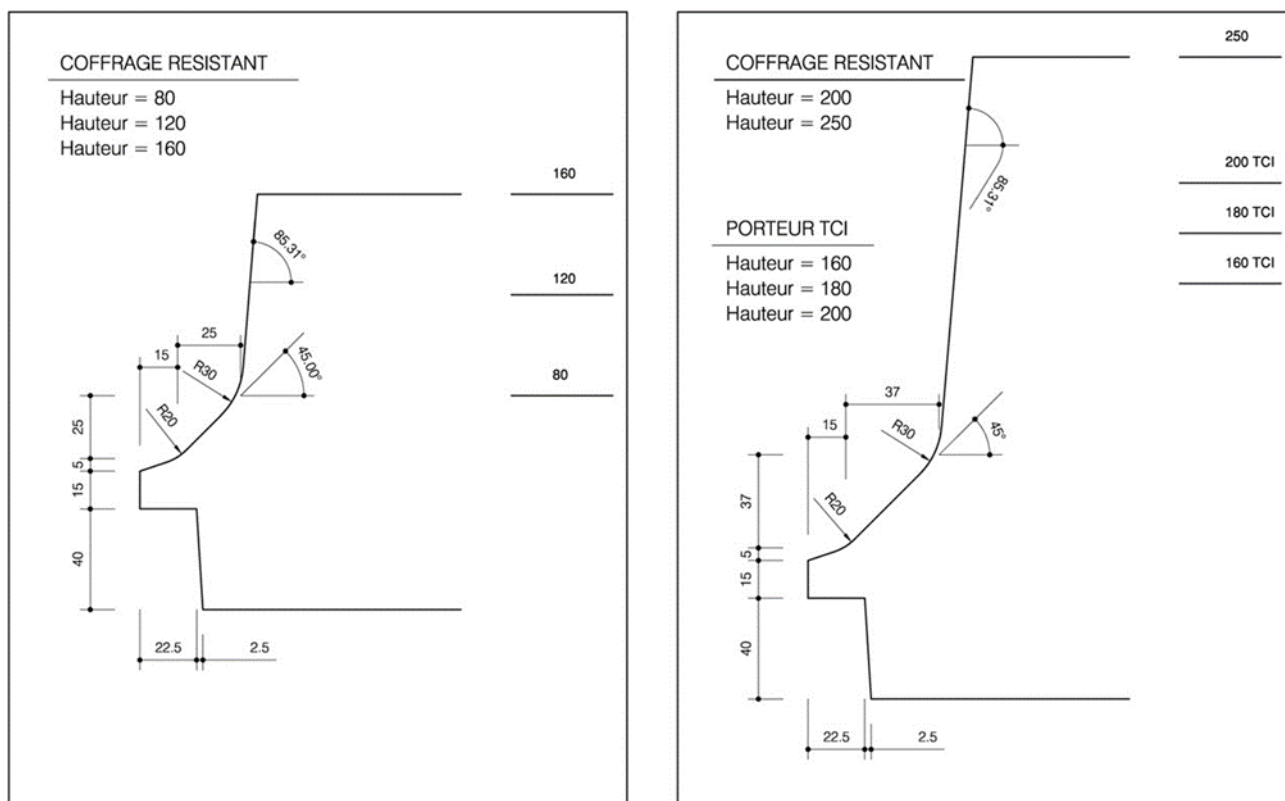 COFFRAGE RESISTANT
Hauteur = 80
Hauteur = 120
Hauteur = 160
160
85.31°
120
25
15
R30
45.00°
80
R20
25
5
15
40
22.5
2.5
COFFRAGE RESISTANT
Hauteur = 200
Hauteur = 250
250
85.31°
200 TCI
180 TCI
160 TCI
PORTEUR TCI
Hauteur = 160
Hauteur = 180
Hauteur = 200
37
15
R30
45°
R20
37
5
15
40
22.5
2.5